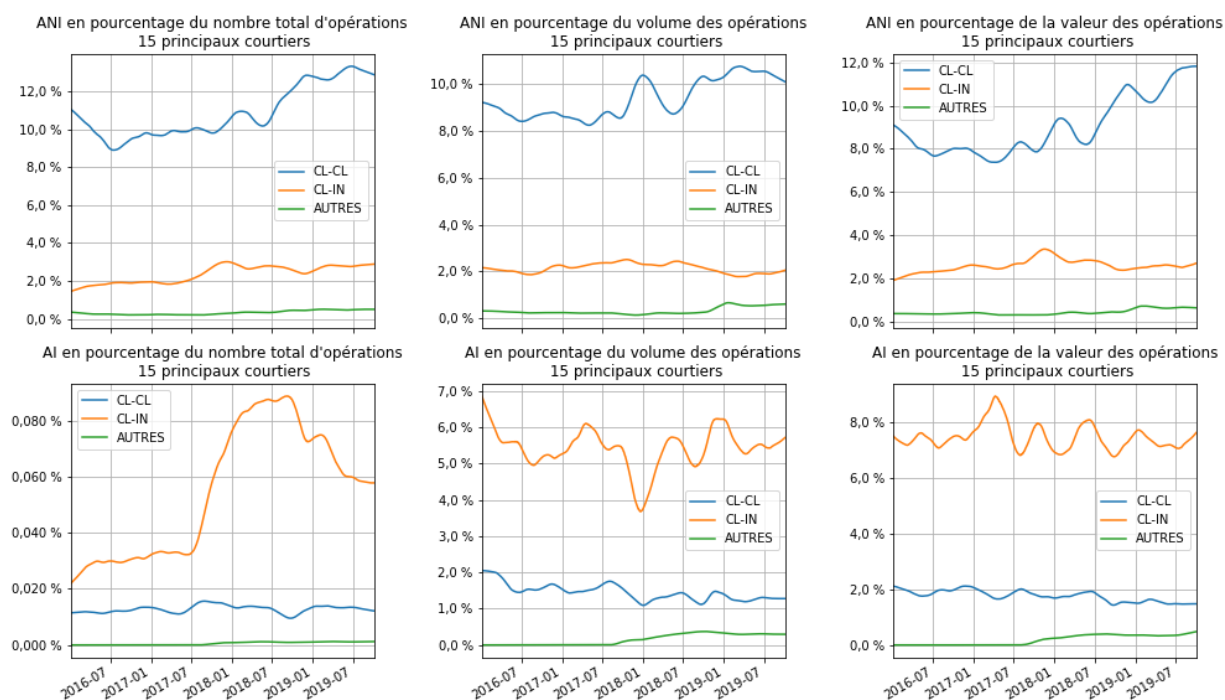 ANI en pourcentage du nombre total d'opérations
15 principaux courtiers
12,0 %
10,0 %
8,0 %
6,0 %
4,0 %
2,0 %
0,0 %
CL-CL
CL-IN
AUTRES
ANI en pourcentage du volume des opérations
15 principaux courtiers
10,0 %
8,0 %
6,0 %
4,0 %
2,0 %
0,0 %
CL-CL
CL-IN
AUTRES
ANI en pourcentage de la valeur des opérations
15 principaux courtiers
12,0 %
10,0 %
8,0 %
6,0 %
4,0 %
2,0 %
0,0 %
CL-CL
CL-IN
AUTRES
AI en pourcentage du nombre total d'opérations
15 principaux courtiers
0,080 %
0,060 %
0,040 %
0,020 %
0,000 %
CL-CL
CL-IN
AUTRES
2016-07
2017-01
2017-07
2018-01
2018-07
2019-01
2019-07
AI en pourcentage du volume des opérations
15 principaux courtiers
7,0 %
6,0 %
5,0 %
4,0 %
3,0 %
2,0 %
1,0 %
0,0 %
CL-CL
CL-IN
AUTRES
2016-07
2017-01
2017-07
2018-01
2018-07
2019-01
2019-07
AI en pourcentage de la valeur des opérations
15 principaux courtiers
8,0 %
6,0 %
4,0 %
2,0 %
0,0 %
CL-CL
CL-IN
AUTRES
2016-07
2017-01
2017-07
2018-01
2018-07
2019-01
2019-07